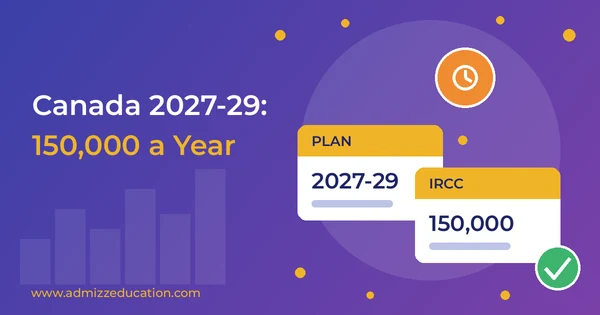 Canada 2027-29:
150,000 a Year
PLAN
2027-29
IRCC
150,000
www.admizzeducation.com